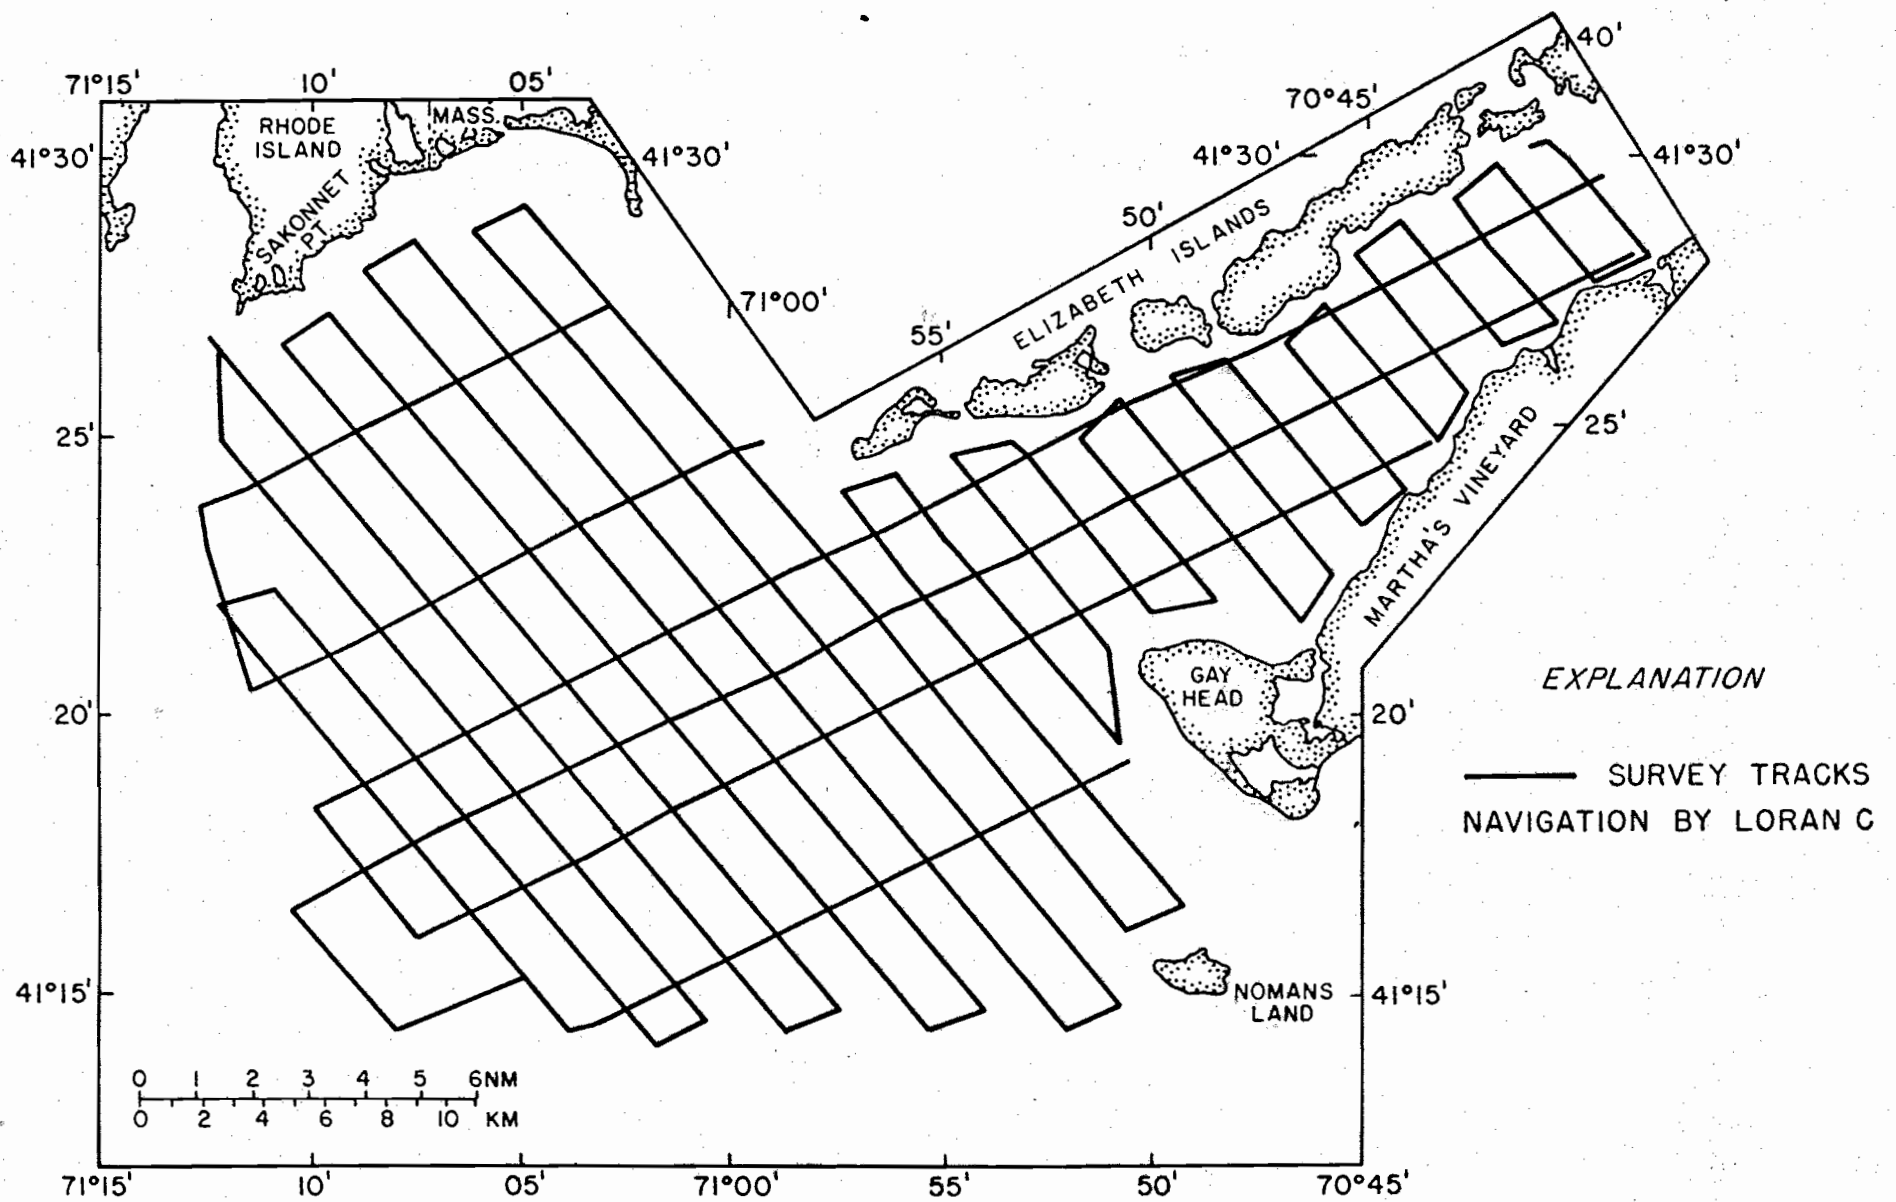 40'
71°15' 10' 05'
70°45'
RHODE
ISLAND
MASS.
41°30'
41°30'
41°30'
41°30'
SAKONNET
PT.
50'
ELIZABETH ISLANDS
71°00'
55'
25'
25'
MARTHA'S VINEYARD
GAY
HEAD
EXPLANATION
20'
20'
SURVEY TRACKS
NAVIGATION BY LORAN C
41°15'
NOMANS
LAND
41°15'
0 1 2 3 4 5 6NM
0 2 4 6 8 10 KM
71°15' 10' 05' 71°00' 55' 50' 70°45'